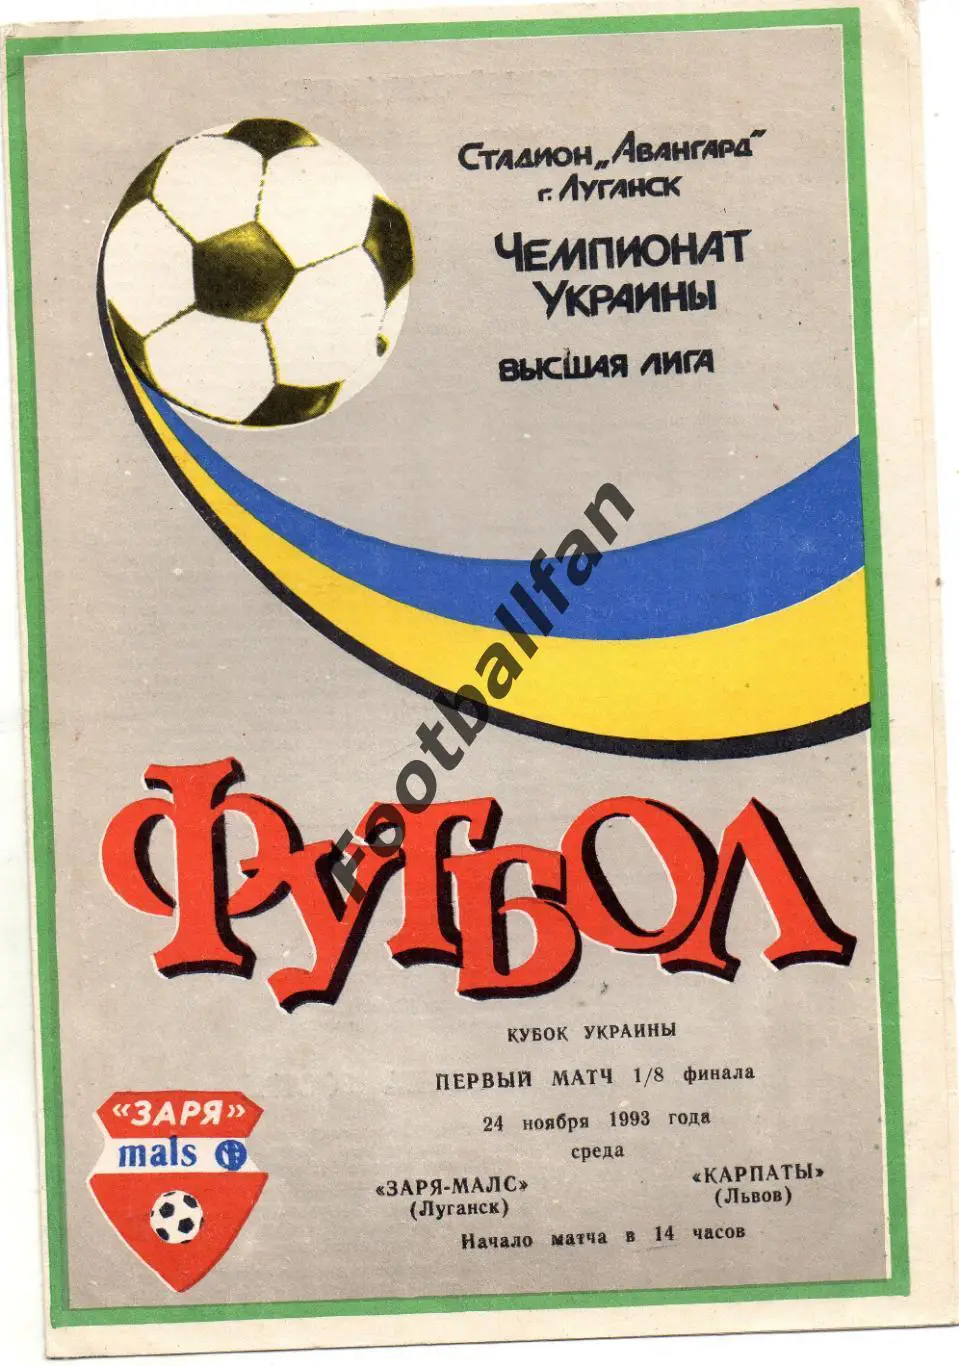 Стадион „Авангард"
г. Луганск
Чемпионат
Украины
высшая лига
Футбол
Footballfan
КУБОК УКРАИНЫ
ПЕРВЫЙ МАТЧ 1/8 финала
24 ноября 1993 года
среда
«ЗАРЯ-МАЛС» «КАРПАТЫ»
(Луганск) (Львов)
Начало матча в 14 часов
«ЗАРЯ»
mals